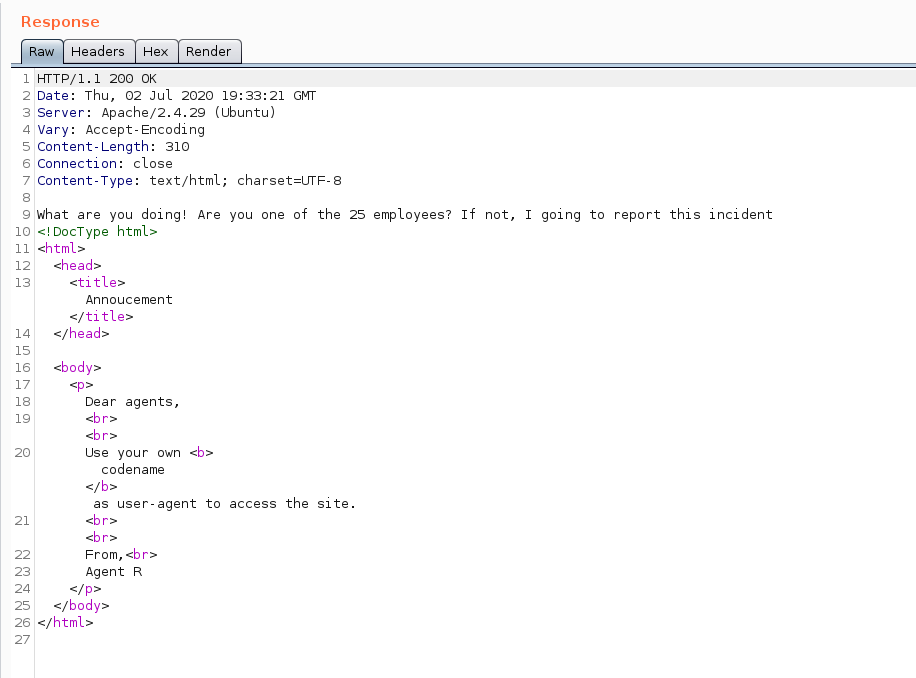 Response
Raw Headers Hex Render
1 HTTP/1.1 200 OK
2 Date: Thu, 02 Jul 2020 19:33:21 GMT
3 Server: Apache/2.4.29 (Ubuntu)
4 Vary: Accept-Encoding
5 Content-Length: 310
6 Connection: close
7 Content-Type: text/html; charset=UTF-8
8
9 What are you doing! Are you one of the 25 employees? If not, I going to report this incident
10 <!DocType html>
11 <html>
12 <head>
13 <title>
Annoucement
</title>
14 </head>
15
16 <body>
17 <p>
18 Dear agents,
19 <br>
<br>
20 Use your own <b>
codename
</b>
as user-agent to access the site.
21 <br>
<br>
22 From,<br>
23 Agent R
24 </p>
25 </body>
26 </html>
27